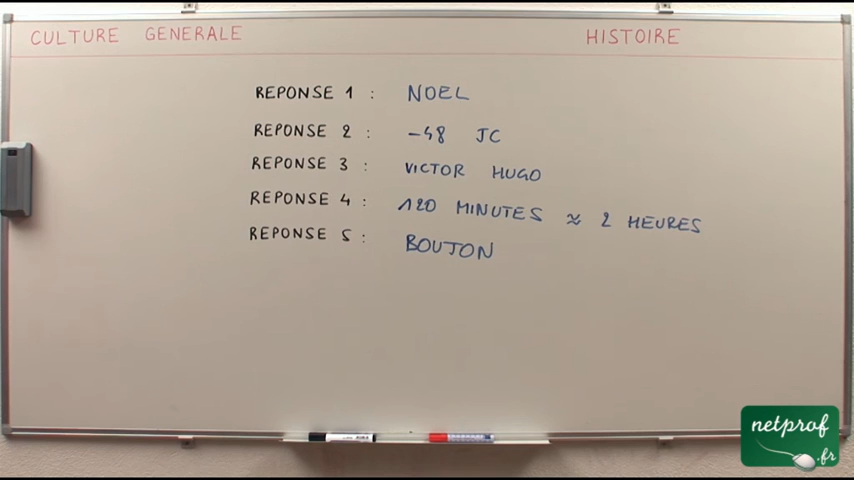 CULTURE GENERALE HISTOIRE
REPONSE 1 : NOEL
REPONSE 2 : -48 JC
REPONSE 3 : VICTOR HUGO
REPONSE 4 : 120 MINUTES ≈ 2 HEURES
REPONSE 5 : BOUJON
netprof
.fr